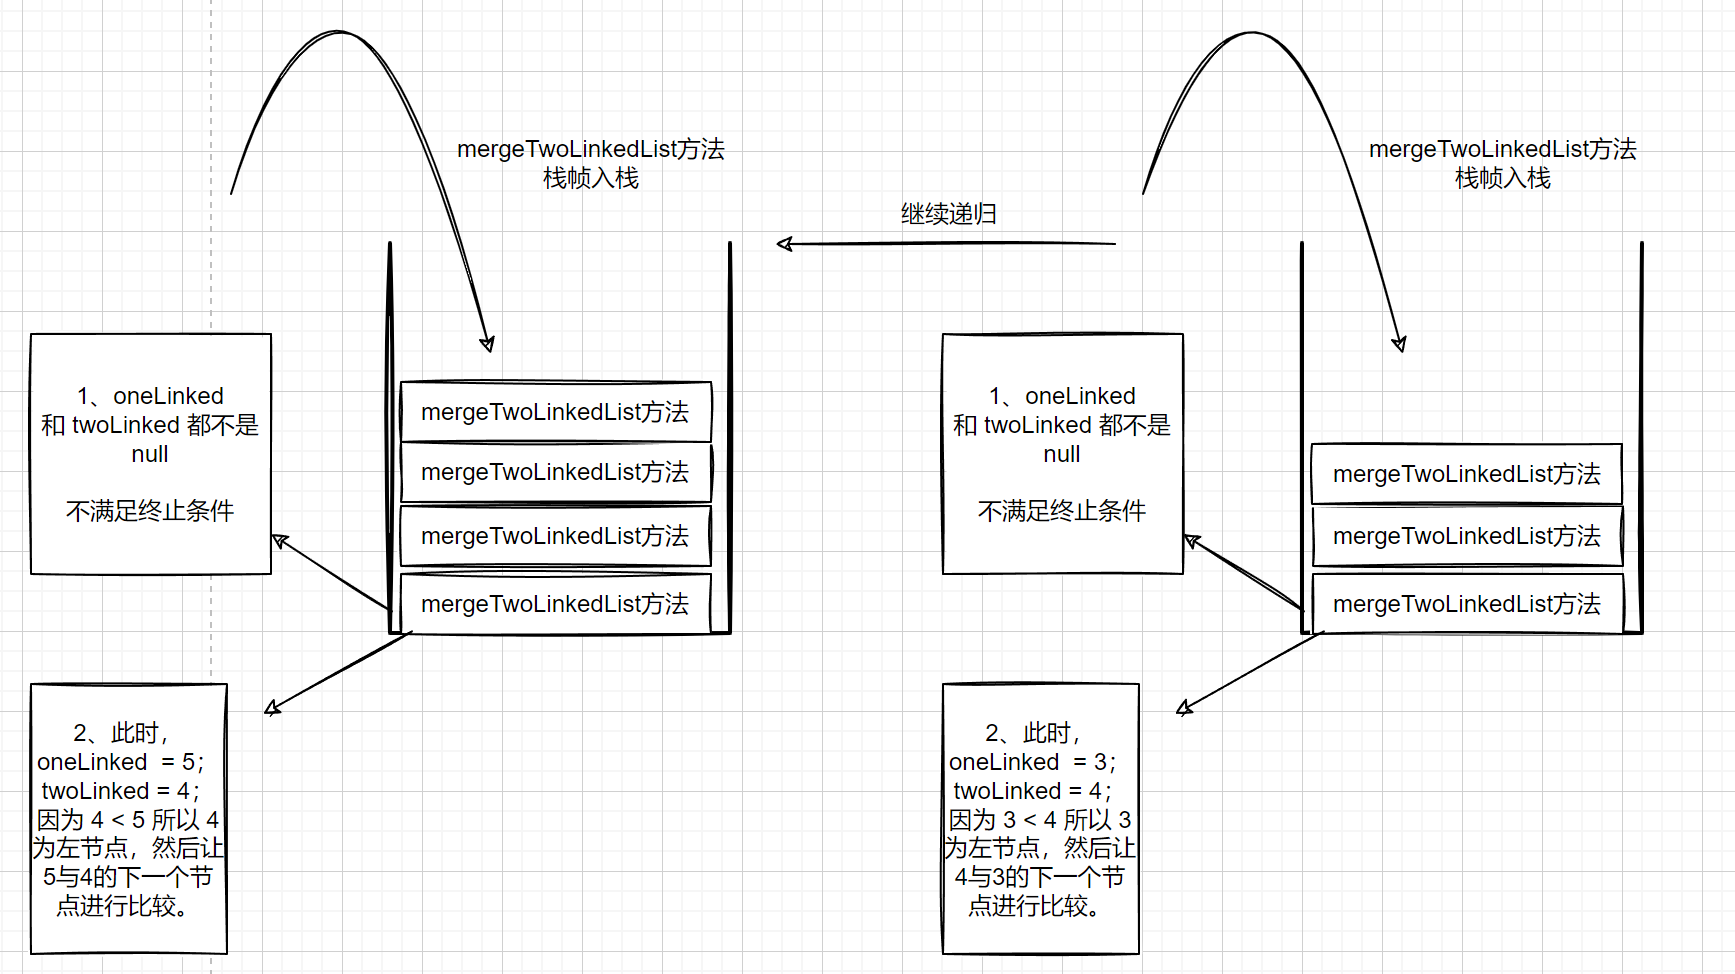 mergeTwoLinkedList方法
栈帧入栈
mergeTwoLinkedList方法
栈帧入栈
继续递归
1、oneLinked
和 twoLinked 都不是
null
不满足终止条件
mergeTwoLinkedList方法
mergeTwoLinkedList方法
mergeTwoLinkedList方法
mergeTwoLinkedList方法
2、此时，
oneLinked = 5；
twoLinked = 4；
因为 4 < 5 所以 4
为左节点，然后让
5与4的下一个节
点进行比较。
1、oneLinked
和 twoLinked 都不是
null
不满足终止条件
mergeTwoLinkedList方法
mergeTwoLinkedList方法
mergeTwoLinkedList方法
2、此时，
oneLinked = 3；
twoLinked = 4；
因为 3 < 4 所以 3
为左节点，然后让
4与3的下一个节
点进行比较。